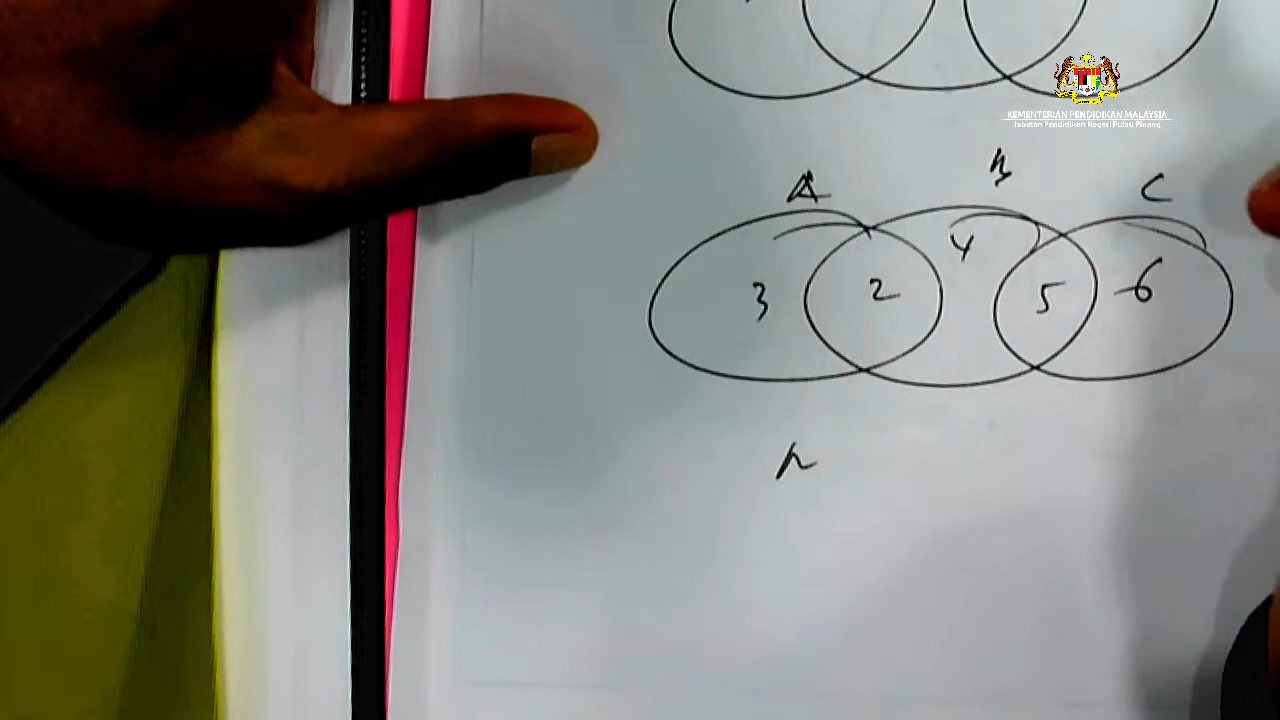 KEMENTERIAN PENDIDIKAN MALAYSIA
Jabatan Pendidikan Negeri Pulau Pinang
A B C
3 2 4 5 6